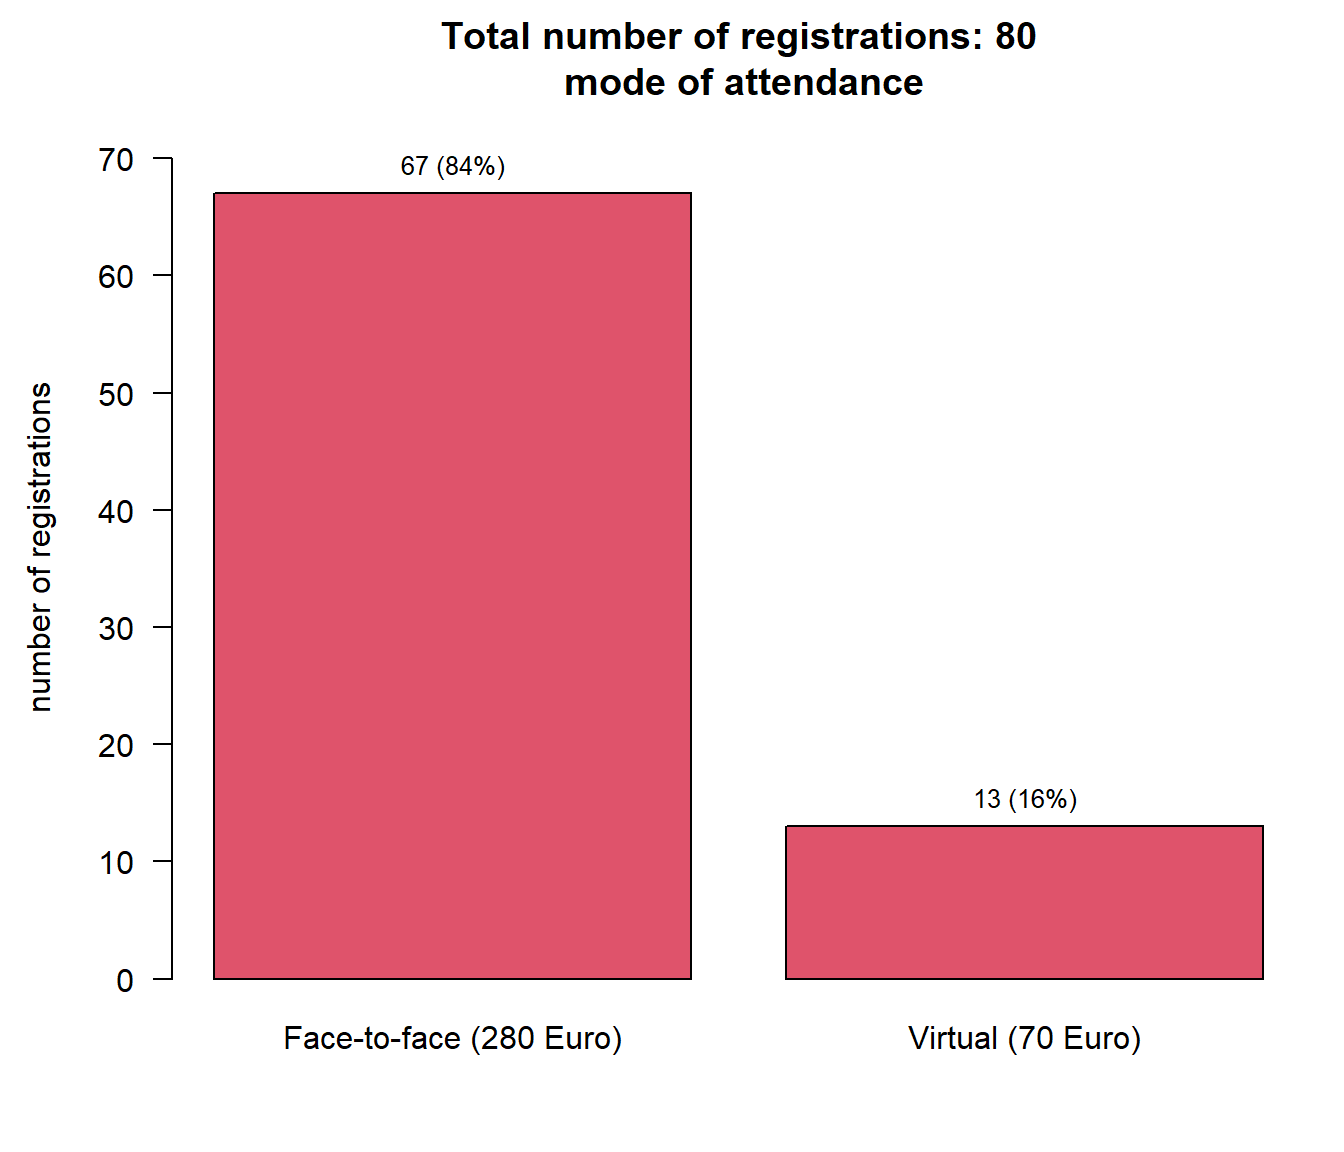 Total number of registrations: 80
mode of attendance
number of registrations
70
60
50
40
30
20
10
0
67 (84%)
13 (16%)
Face-to-face (280 Euro)
Virtual (70 Euro)